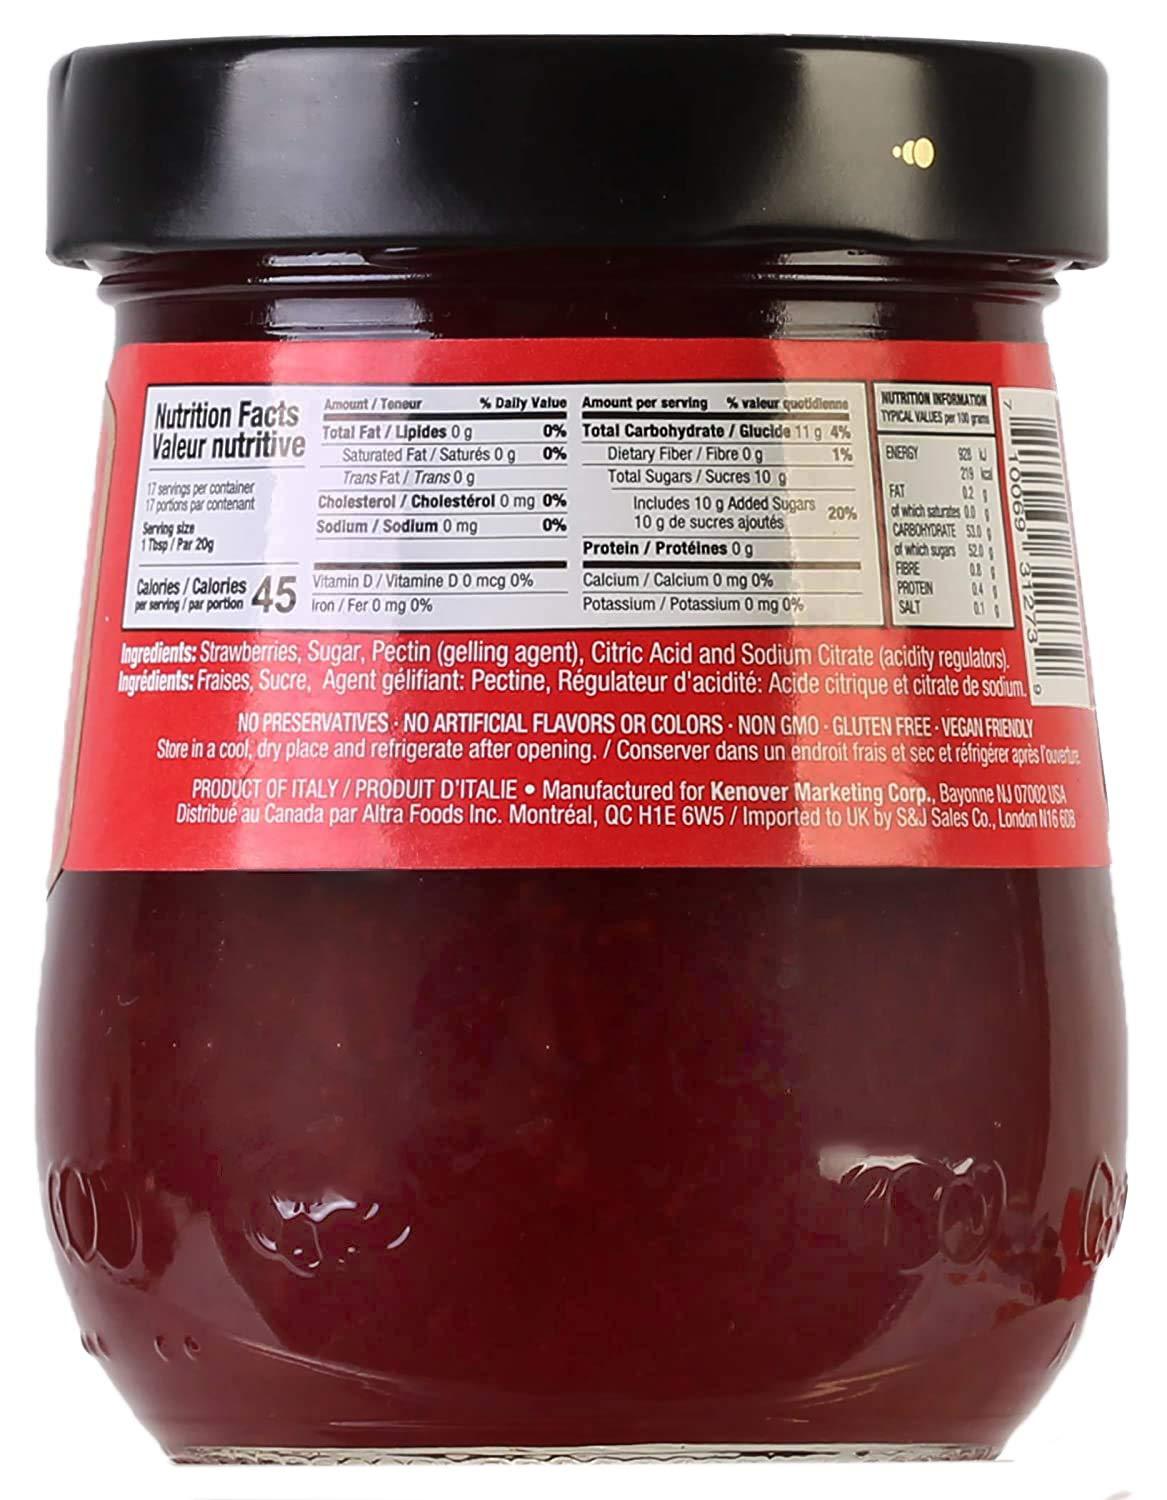 Nutrition Facts
Valeur nutritive
17 servings per container
17 portions par contenant
Serving size
1 Tbsp / Par 20g
Calories / Calories 45
per serving / par portion
Amount / Teneur % Daily Value
Total Fat / Lipides 0 g 0%
Saturated Fat / Saturés 0 g 0%
Trans Fat / Trans 0 g
Cholesterol / Cholestérol 0 mg 0%
Sodium / Sodium 0 mg 0%
Vitamin D / Vitamine D 0 mcg 0%
Iron / Fer 0 mg 0%
Amount per serving % valeur quotidienne
Total Carbohydrate / Glucide 11 g 4%
Dietary Fiber / Fibre 0 g 1%
Total Sugars / Sucres 10 g
Includes 10 g Added Sugars 20%
10 g de sucres ajoutés
Protein / Protéines 0 g
Calcium / Calcium 0 mg 0%
Potassium / Potassium 0 mg 0%
NUTRITION INFORMATION
TYPICAL VALUES per 100 grams
ENERGY 928 kJ
219 kcal
FAT 0.2 g
of which saturates 0.0 g
CARBOHYDRATE 53.0 g
of which sugars 52.0 g
FIBRE 0.8 g
PROTEIN 0.4 g
SALT 0.1 g
7 10069 31273 9
Ingredients: Strawberries, Sugar, Pectin (gelling agent), Citric Acid and Sodium Citrate (acidity regulators).
Ingrédients: Fraises, Sucre, Agent gélifiant: Pectine, Régulateur d'acidité: Acide citrique et citrate de sodium.
NO PRESERVATIVES · NO ARTIFICIAL FLAVORS OR COLORS · NON GMO · GLUTEN FREE · VEGAN FRIENDLY
Store in a cool, dry place and refrigerate after opening. / Conserver dans un endroit frais et sec et réfrigérer après l'ouverture.
PRODUCT OF ITALY / PRODUIT D'ITALIE • Manufactured for Kenover Marketing Corp., Bayonne NJ 07002 USA
Distribué au Canada par Altra Foods Inc. Montréal, QC H1E 6W5 / Imported to UK by S&J Sales Co., London N16 6DB